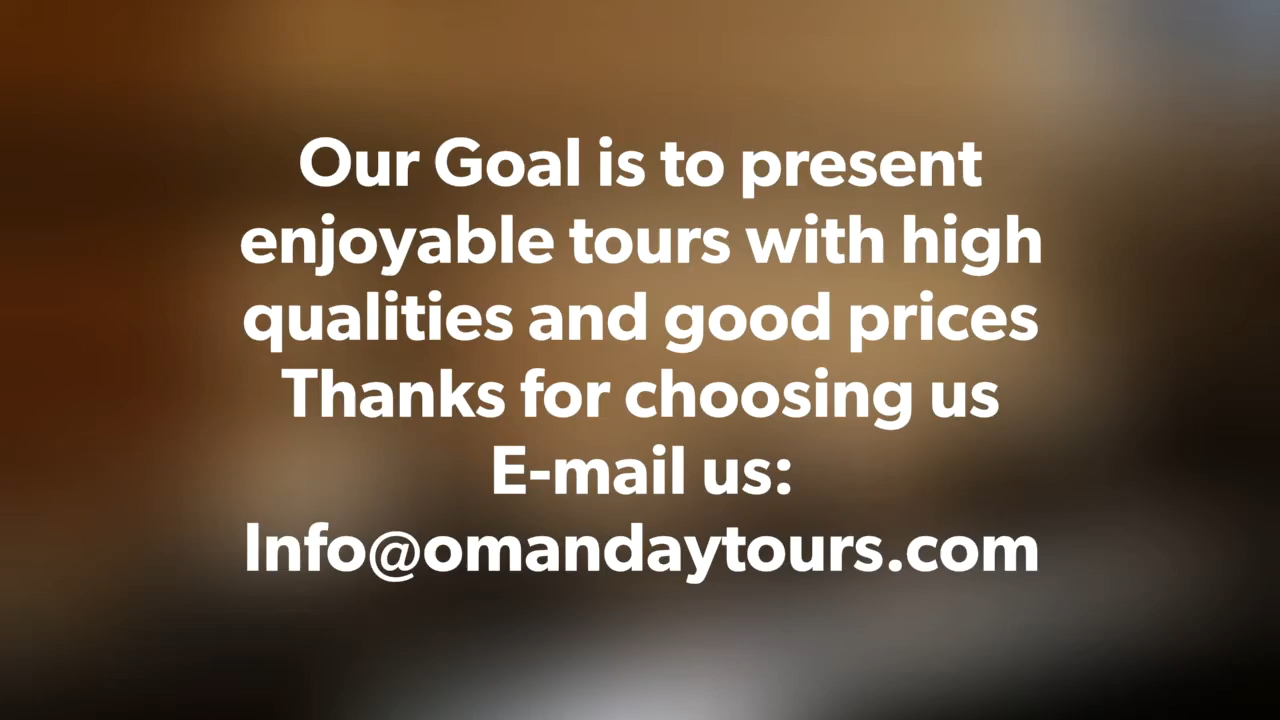 Our Goal is to present
enjoyable tours with high
qualities and good prices
Thanks for choosing us
E-mail us:
Info@omandaytours.com